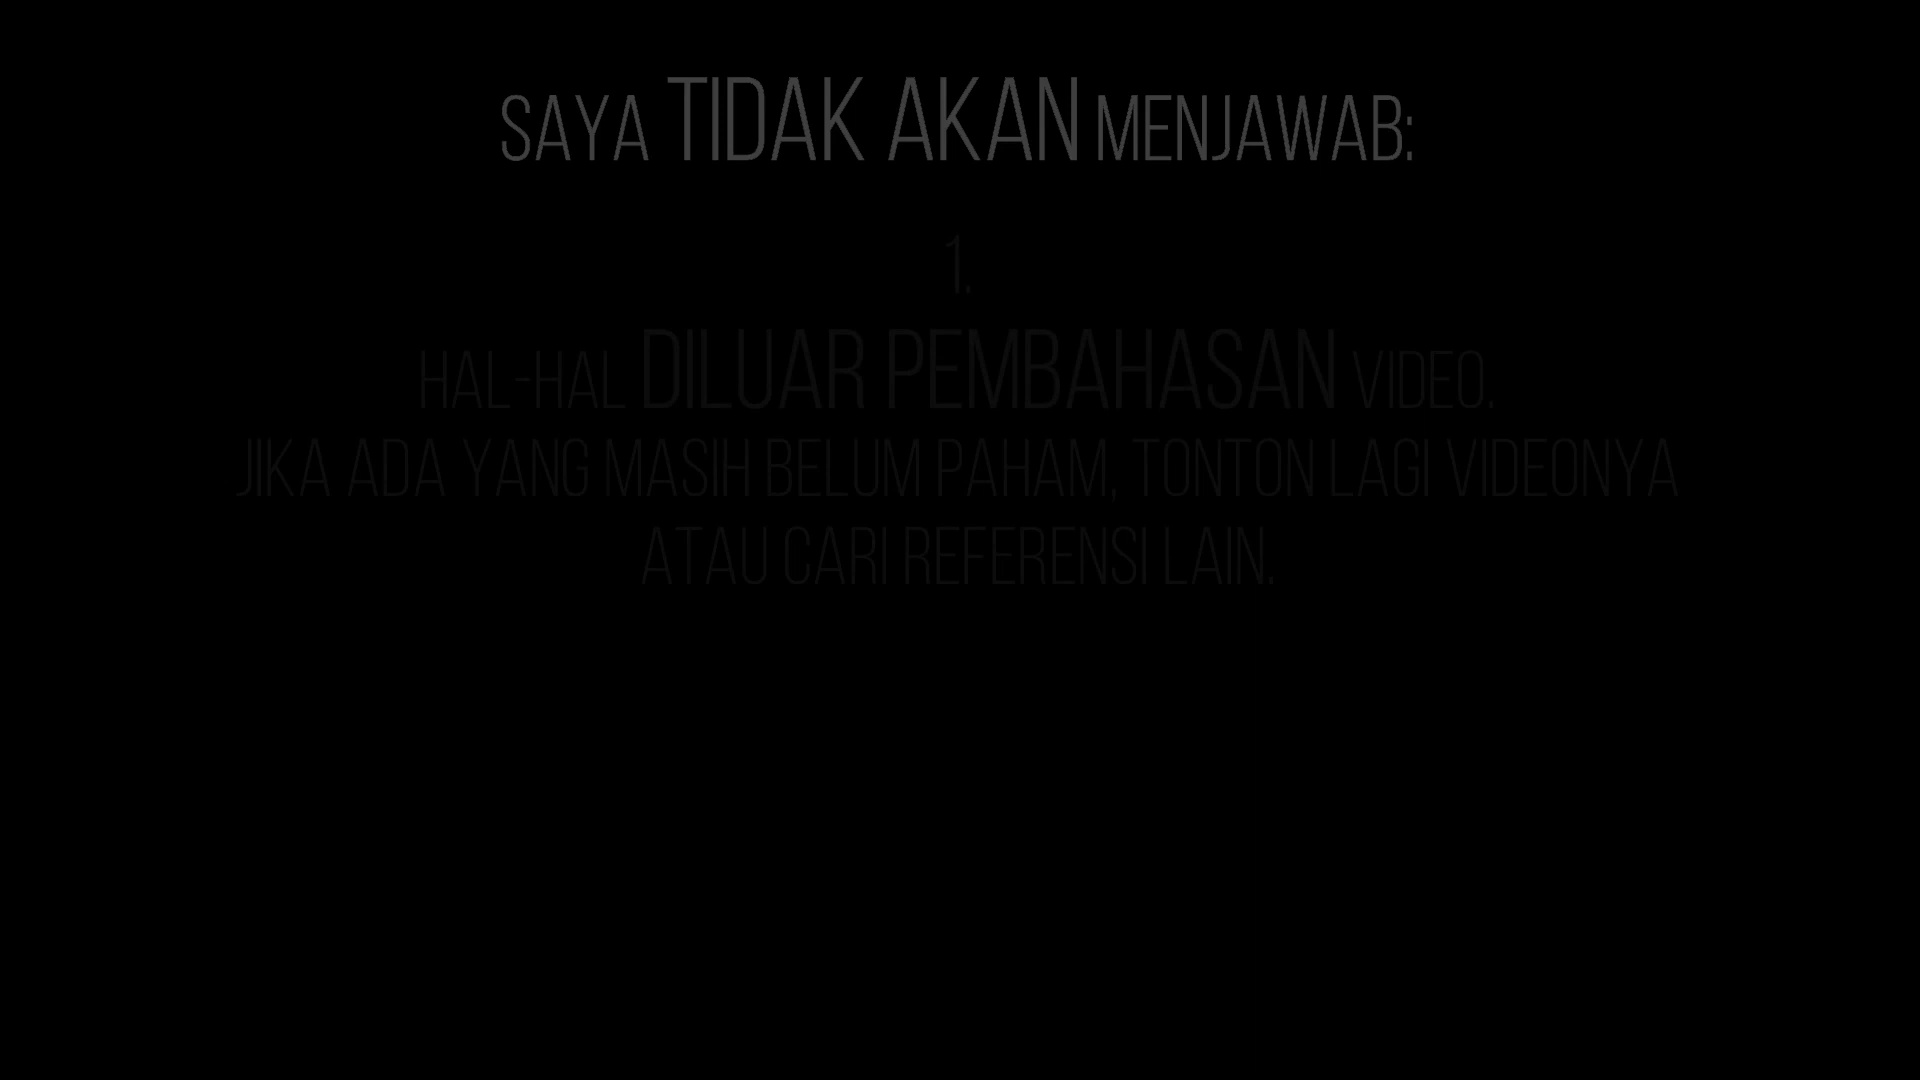 SAYA TIDAK AKAN MENJAWAB:
1.
HAL-HAL DILUAR PEMBAHASAN VIDEO.
JIKA ADA YANG MASIH BELUM PAHAM, TONTON LAGI VIDEONYA
ATAU CARI REFERENSI LAIN.